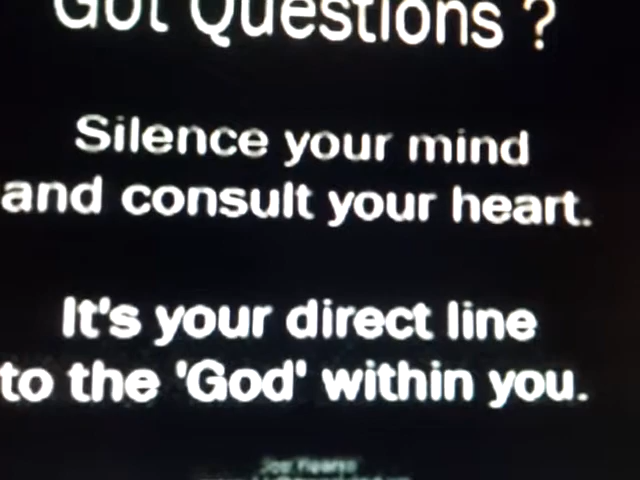 Got Questions ?
Silence your mind
and consult your heart.
It's your direct line
to the 'God' within you.